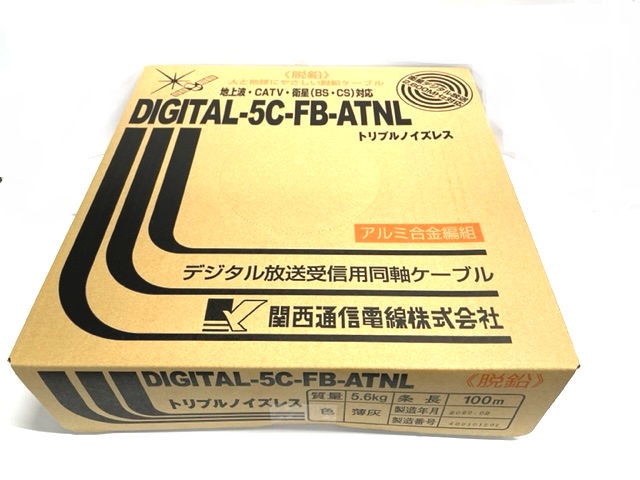 《脱鉛》
人と地球にやさしい脱鉛ケーブル
地上波・CATV・衛星(BS・CS)対応
DIGITAL-5C-FB-ATNL
トリプルノイズレス
アルミ合金編組
デジタル放送受信用同軸ケーブル
関西通信電線株式会社
DIGITAL-5C-FB-ATNL
《脱鉛》
トリプルノイズレス
質量 5.6kg 条長 100m
色 薄灰 製造年月
製造番号